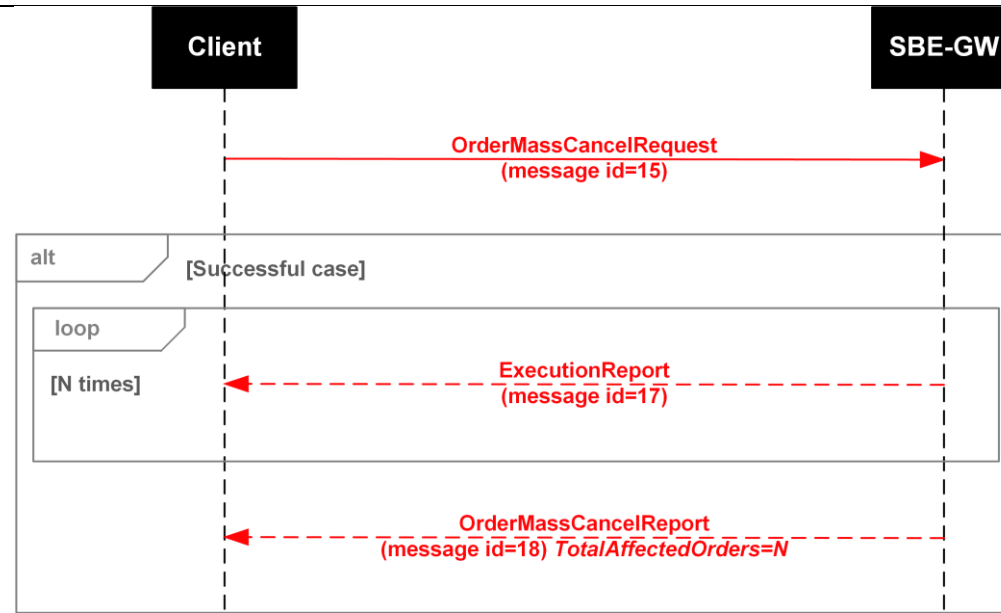 Client
SBE-GW
OrderMassCancelRequest
(message id=15)
alt
[Successful case]
loop
[N times]
ExecutionReport
(message id=17)
OrderMassCancelReport
(message id=18) TotalAffectedOrders=N